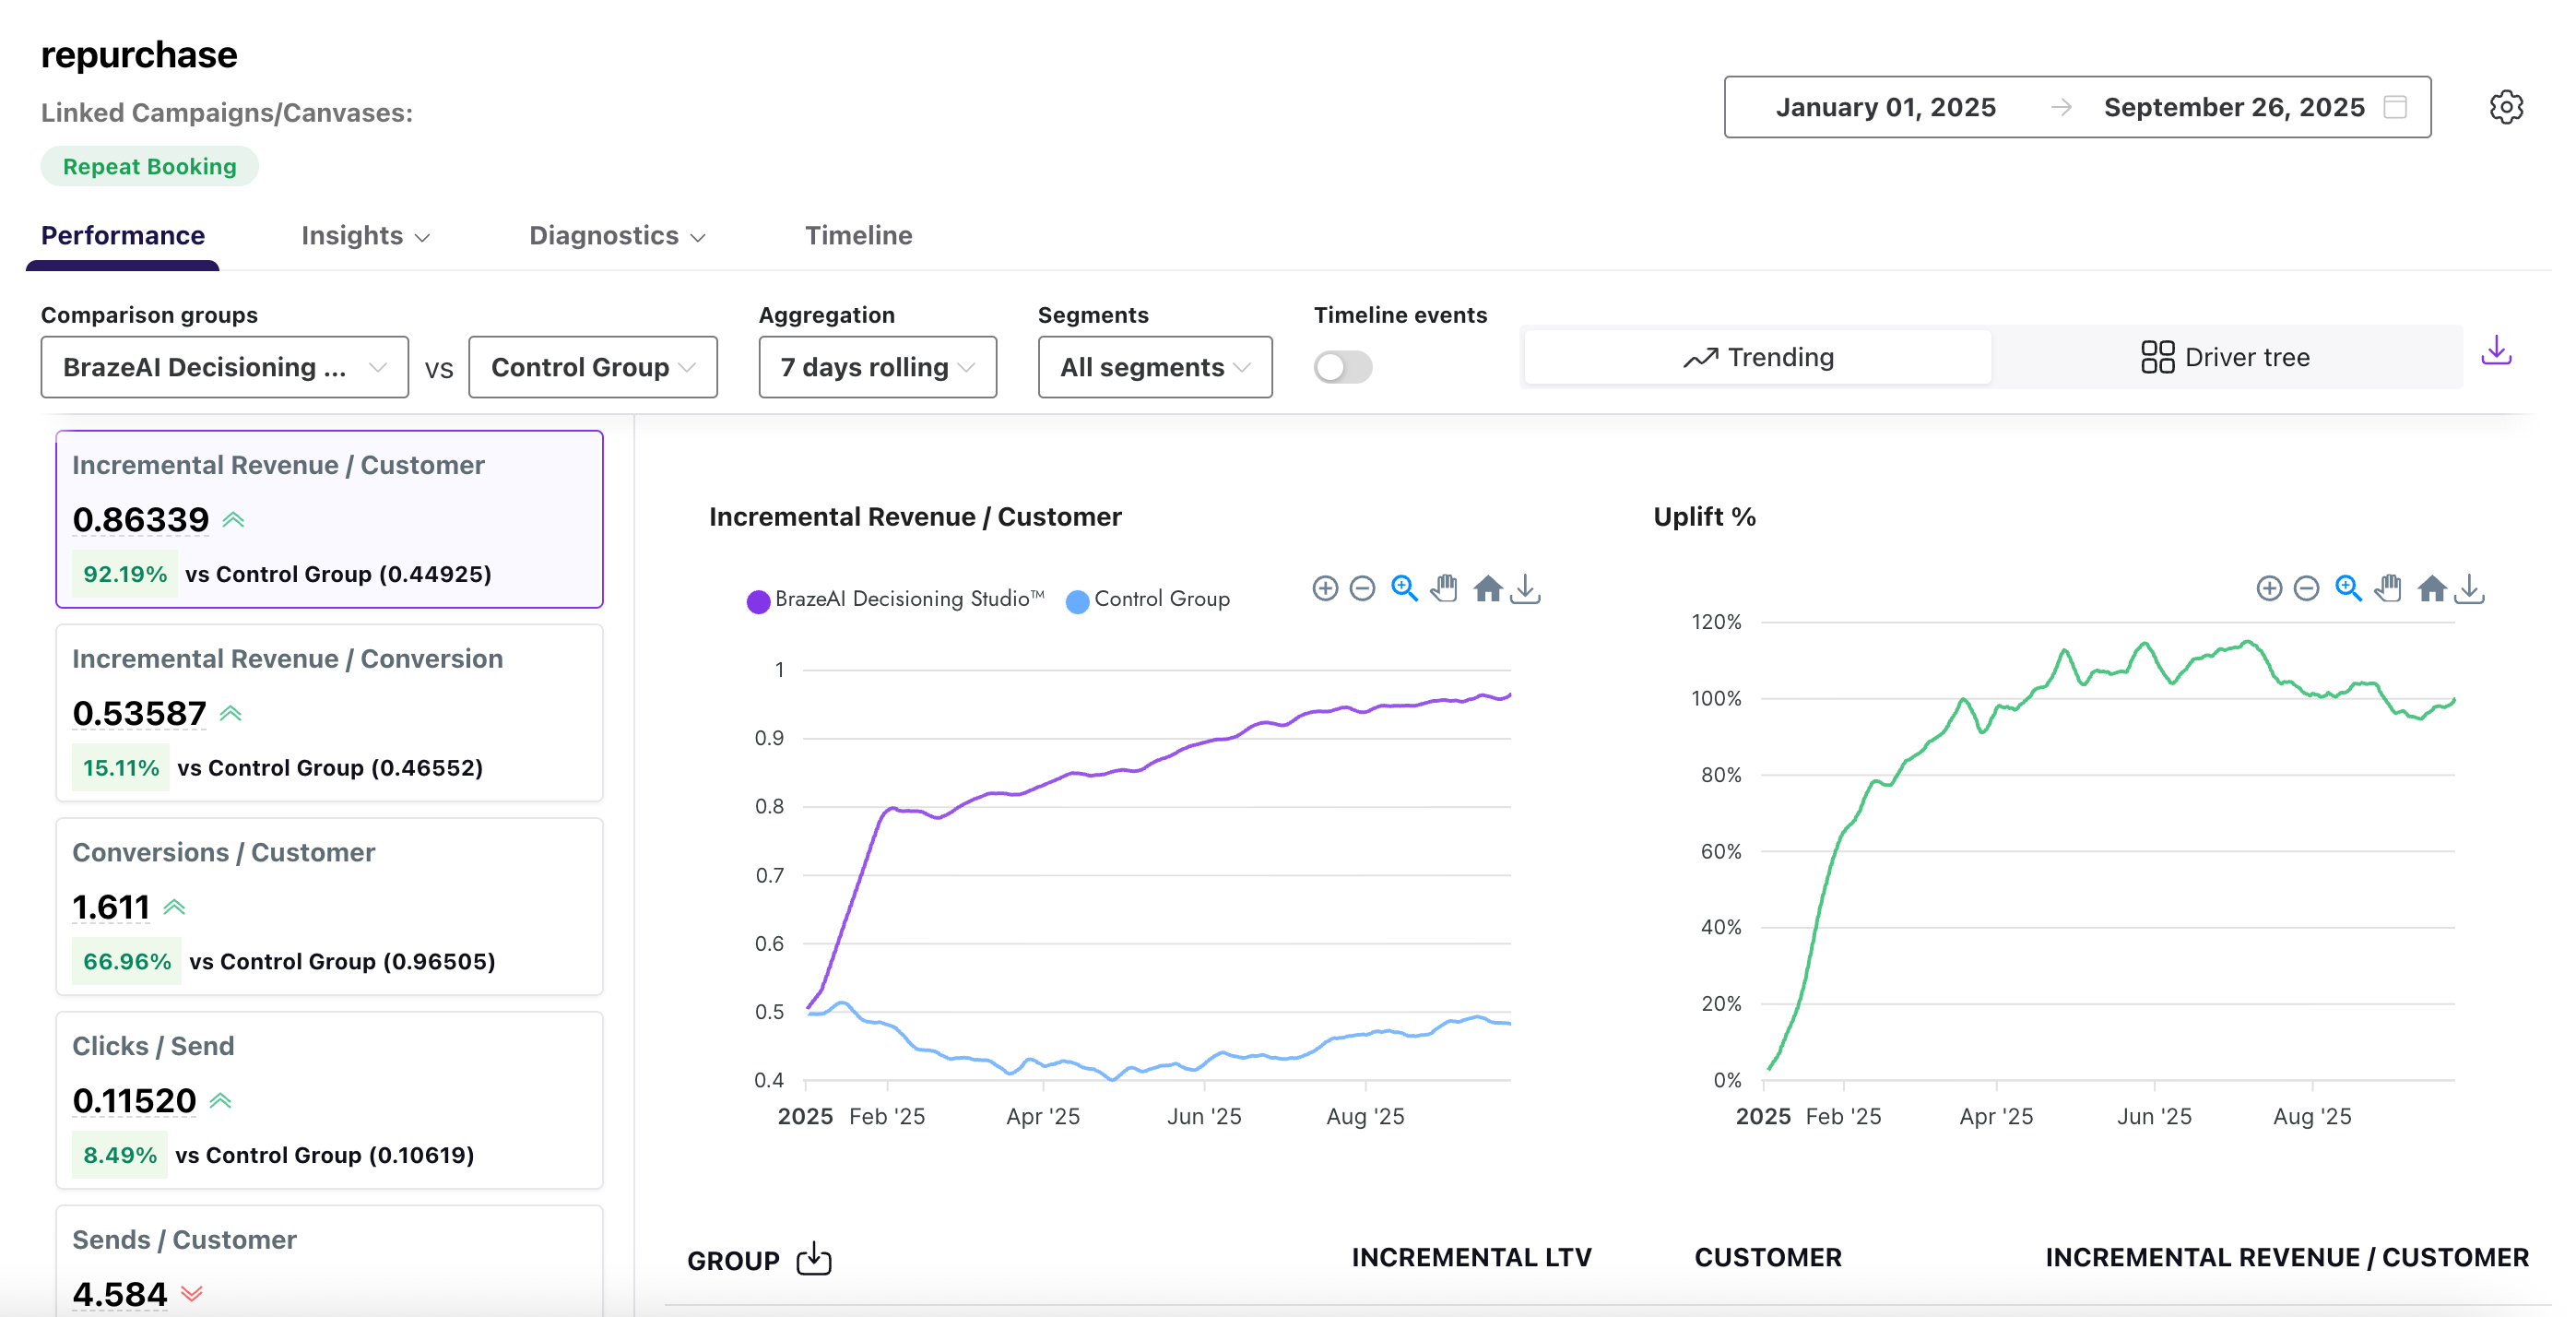 repurchase
Linked Campaigns/Canvases:
Repeat Booking
January 01, 2025 → September 26, 2025
Performance Insights Diagnostics Timeline
Comparison groups Aggregation Segments Timeline events
BrazeAI Decisioning ... vs Control Group 7 days rolling All segments Trending Driver tree
Incremental Revenue / Customer
0.86339
92.19% vs Control Group (0.44925)
Incremental Revenue / Conversion
0.53587
15.11% vs Control Group (0.46552)
Conversions / Customer
1.611
66.96% vs Control Group (0.96505)
Clicks / Send
0.11520
8.49% vs Control Group (0.10619)
Sends / Customer
4.584
Incremental Revenue / Customer
BrazeAI Decisioning Studio™ Control Group
1
0.9
0.8
0.7
0.6
0.5
0.4
2025 Feb '25 Apr '25 Jun '25 Aug '25
Uplift %
120%
100%
80%
60%
40%
20%
0%
2025 Feb '25 Apr '25 Jun '25 Aug '25
GROUP INCREMENTAL LTV CUSTOMER INCREMENTAL REVENUE / CUSTOMER